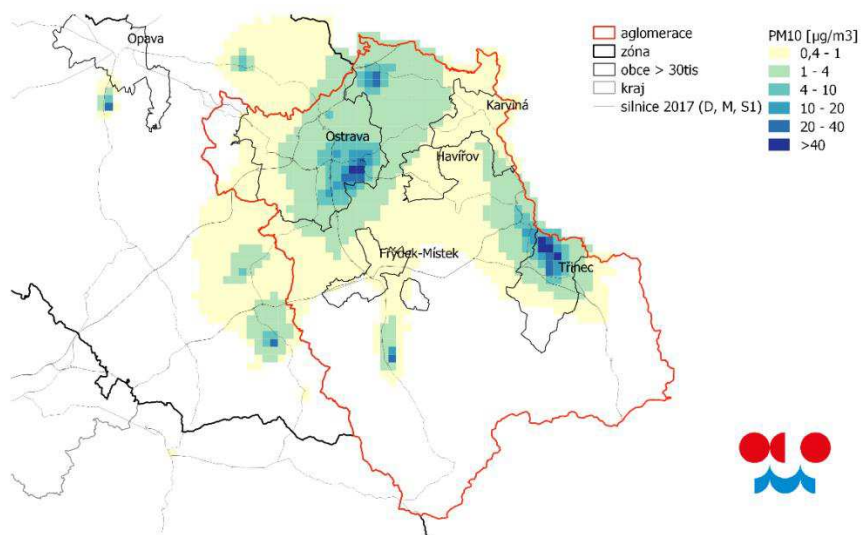 Opava
Ostrava
Karviná
Havířov
Frýdek-Místek
Třinec
aglomerace
zóna
obce > 30tis
kraj
silnice 2017 (D, M, S1)
PM10 [µg/m3]
0,4 - 1
1 - 4
4 - 10
10 - 20
20 - 40
>40